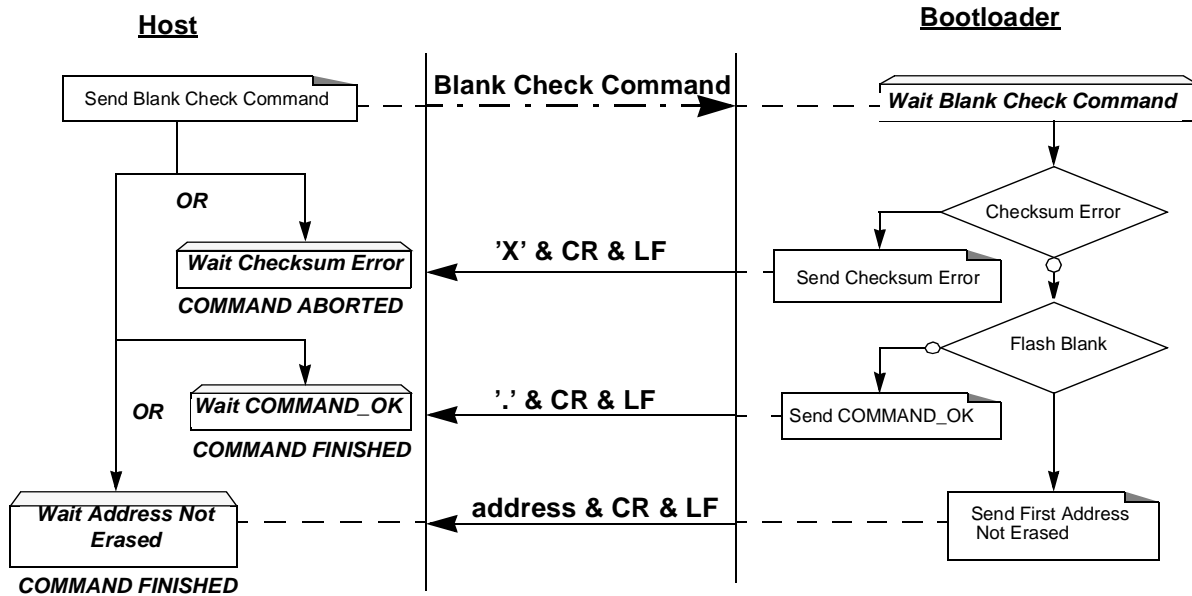 Host
Bootloader
Send Blank Check Command
Blank Check Command
Wait Blank Check Command
OR
Checksum Error
Wait Checksum Error
'X' & CR & LF
Send Checksum Error
COMMAND ABORTED
Flash Blank
OR
Wait COMMAND_OK
'.' & CR & LF
Send COMMAND_OK
COMMAND FINISHED
Wait Address Not
Erased
address & CR & LF
Send First Address
Not Erased
COMMAND FINISHED